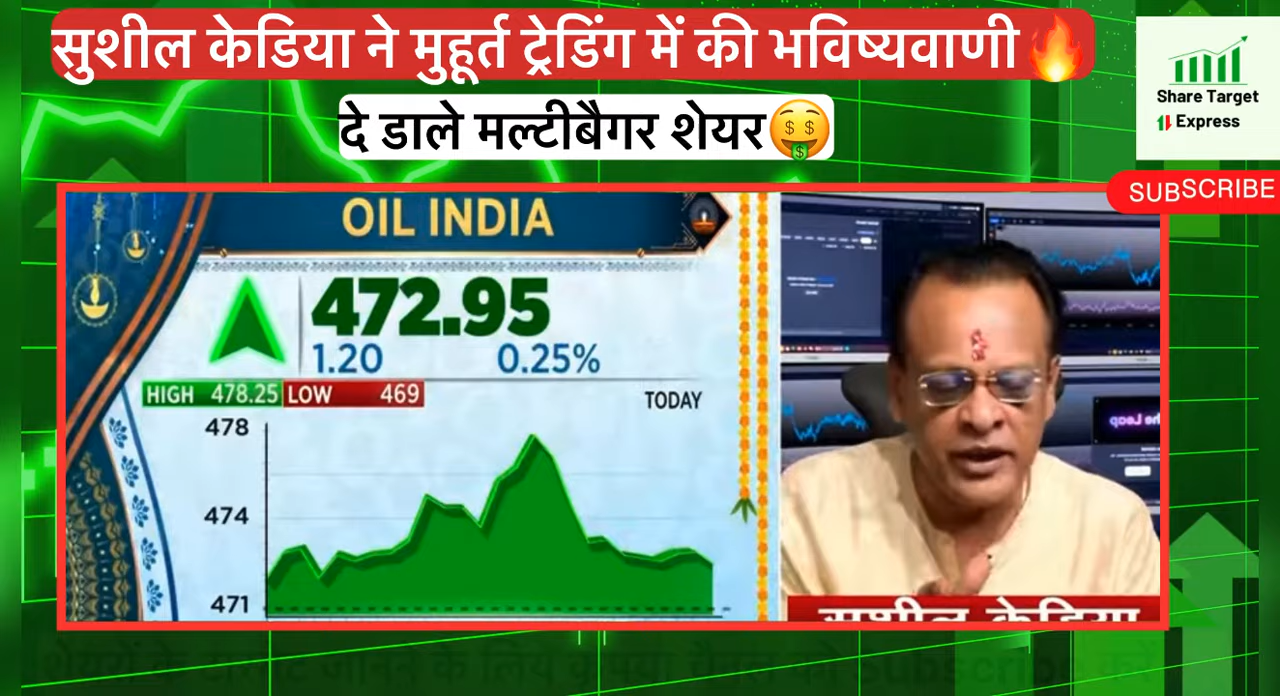 सुशील केडिया ने मुहूर्त ट्रेडिंग में की भविष्यवाणी🔥
दे डाले मल्टीबैगर शेयर🤑
Share Target
Express
SUBSCRIBE
OIL INDIA
472.95
1.20 0.25%
HIGH 478.25 LOW 469
TODAY
478
474
471
सुशील केडिया